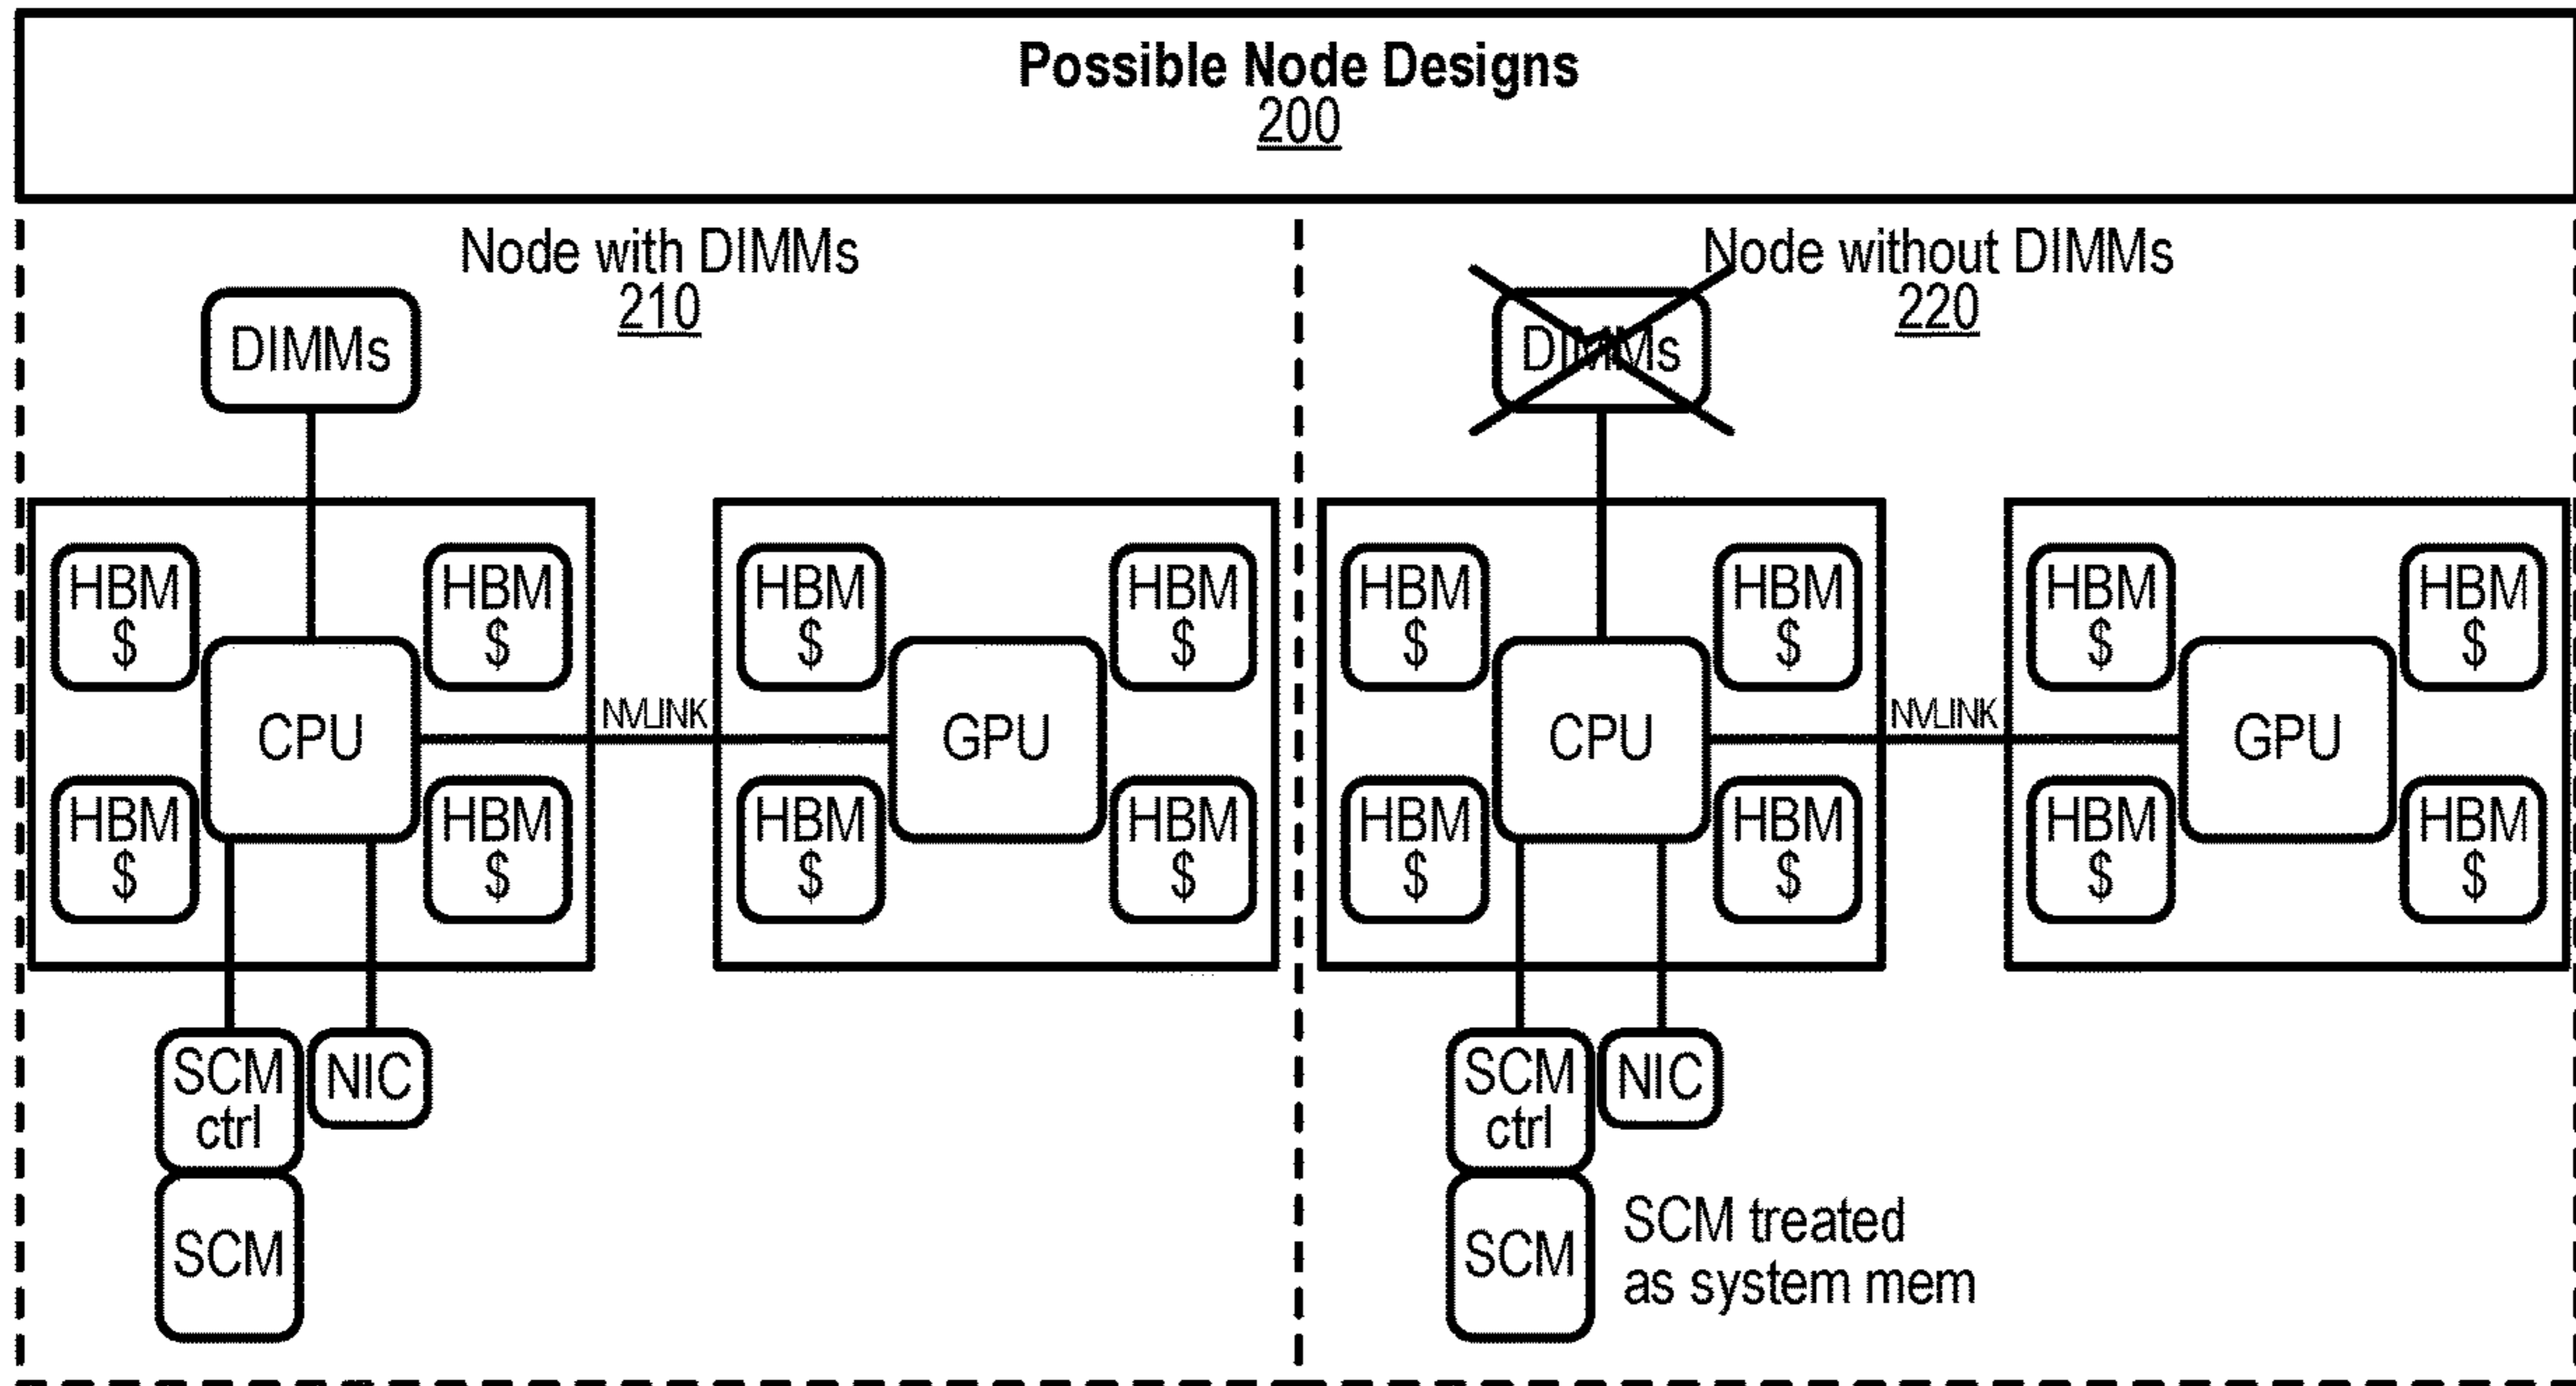 Possible Node Designs
200
Node with DIMMs
210
DIMMs
HBM
$
HBM
$
CPU
HBM
$
HBM
$
NVLINK
HBM
$
HBM
$
GPU
HBM
$
HBM
$
SCM
ctrl
NIC
SCM
Node without DIMMs
220
DIMMs
HBM
$
HBM
$
CPU
HBM
$
HBM
$
NVLINK
HBM
$
HBM
$
GPU
HBM
$
HBM
$
SCM
ctrl
NIC
SCM
SCM treated
as system mem